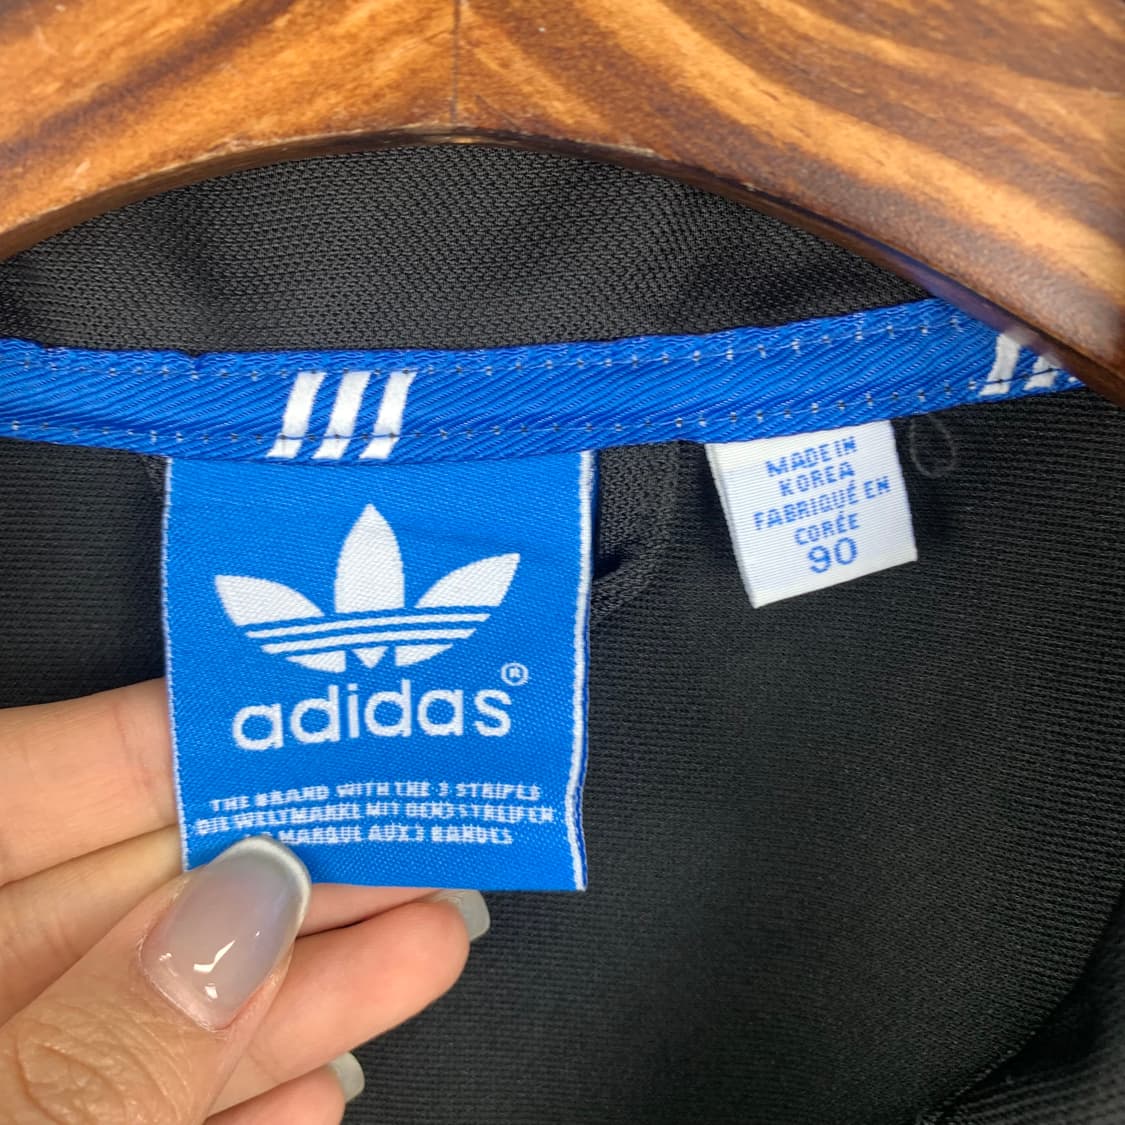 adidas®
THE BRAND WITH THE 3 STRIPES
DIE WELTMARKE MIT DEN 3 STREIFEN
MARQUE AUX 3 BANDES
MADE IN
KOREA
FABRIQUÉ EN
CORÉE
90